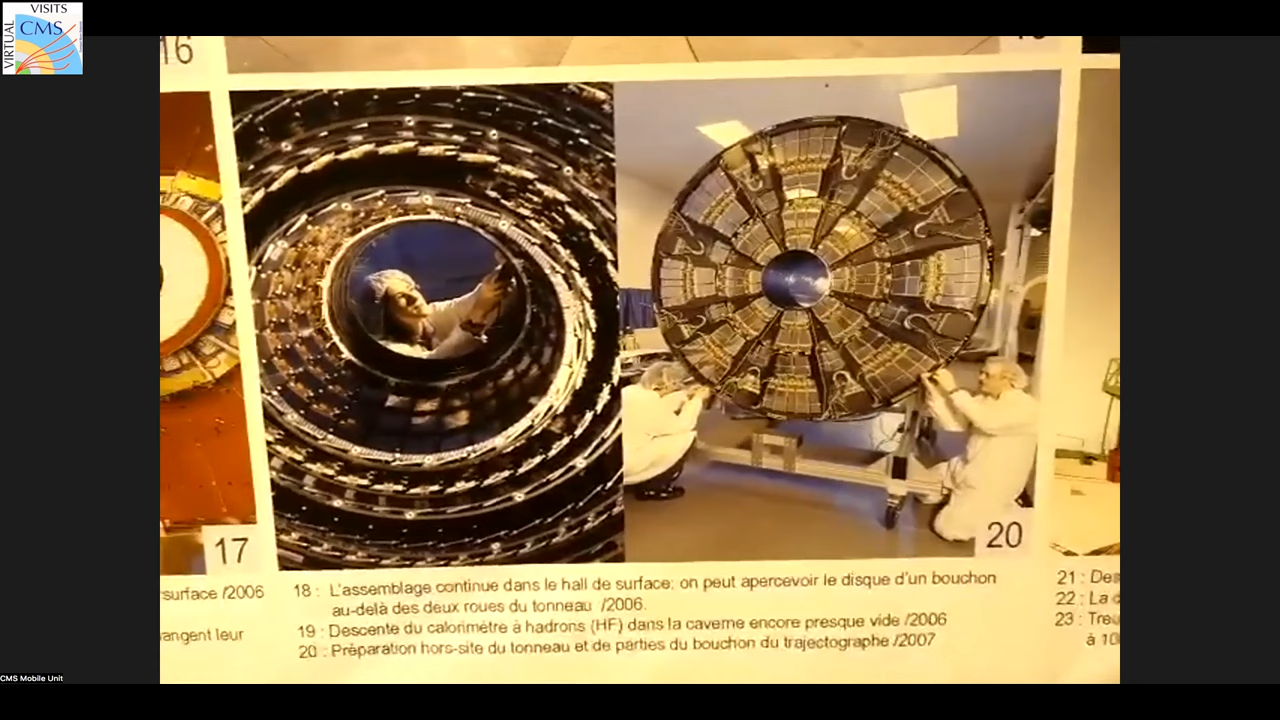 VISITS
VIRTUAL
CMS
16
17
20
surface /2006
angent leur
18 : L'assemblage continue dans le hall de surface; on peut apercevoir le disque d'un bouchon
au-delà des deux roues du tonneau /2006.
19 : Descente du calorimètre à hadrons (HF) dans la caverne encore presque vide /2006
20 : Préparation hors-site du tonneau et de parties du bouchon du trajectographe /2007
21 : De
22 : La
23 : Tre
à 10
CMS Mobile Unit